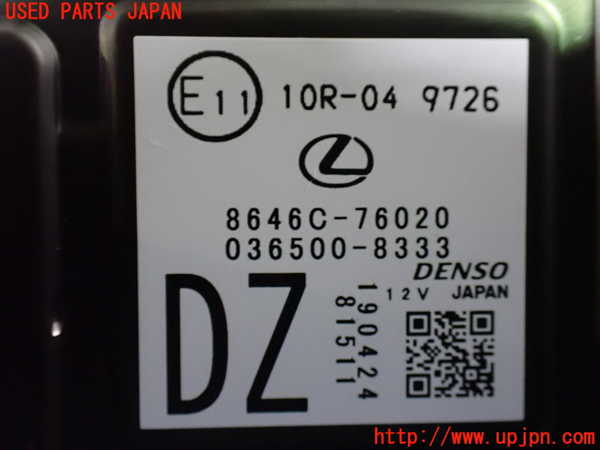 USED PARTS JAPAN
E11 10R-04 9726
8646C-76020
036500-8333
DENSO
12V JAPAN
DZ
190424
81511
http://www.upjpn.com/